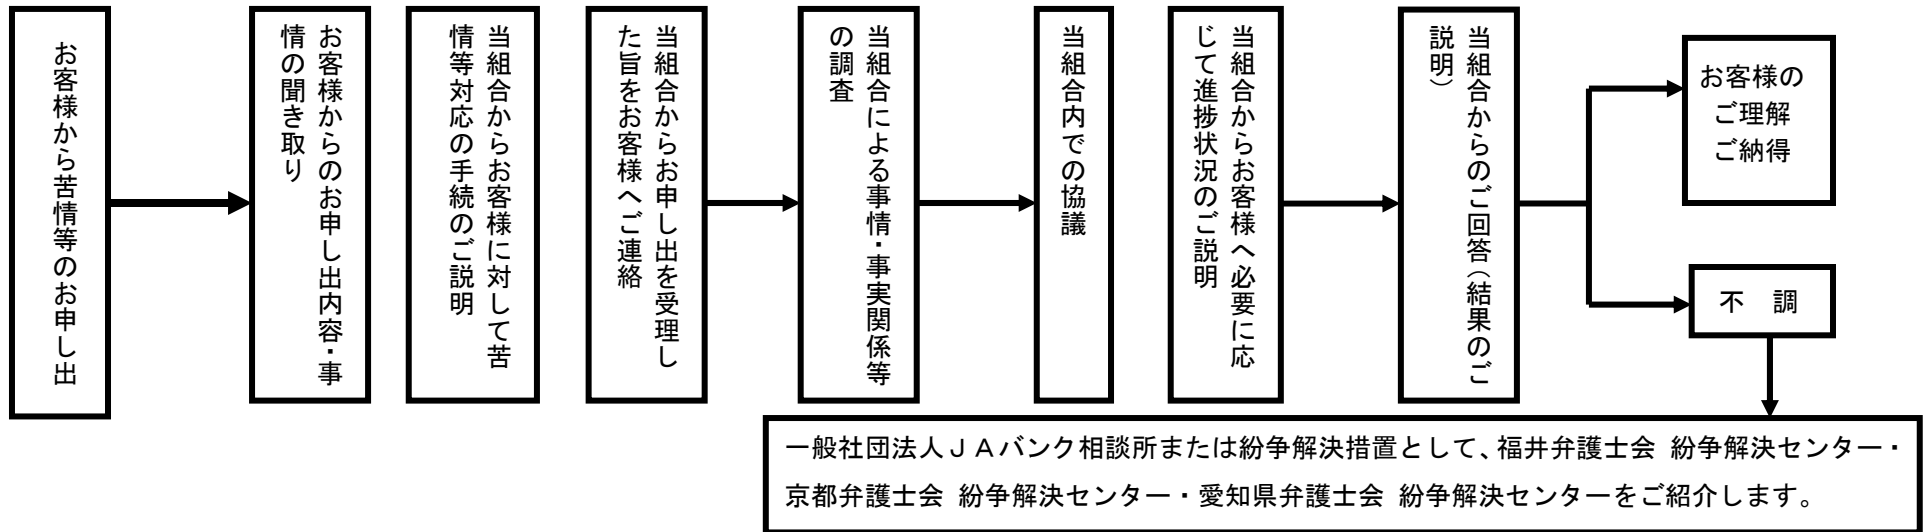 お客様から苦情等のお申し出
お客様からのお申し出内容・事
情の聞き取り
当組合からお客様に対して苦
情等対応の手続のご説明
当組合からお申し出を受理し
た旨をお客様へご連絡
当組合による事情・事実関係等
の調査
当組合内での協議
当組合からお客様へ必要に応
じて進捗状況のご説明
当組合からのご回答（結果のご
説明）
お客様の
ご理解
ご納得
不　調
一般社団法人ＪＡバンク相談所または紛争解決措置として、福井弁護士会 紛争解決センター・
京都弁護士会 紛争解決センター・愛知県弁護士会 紛争解決センターをご紹介します。